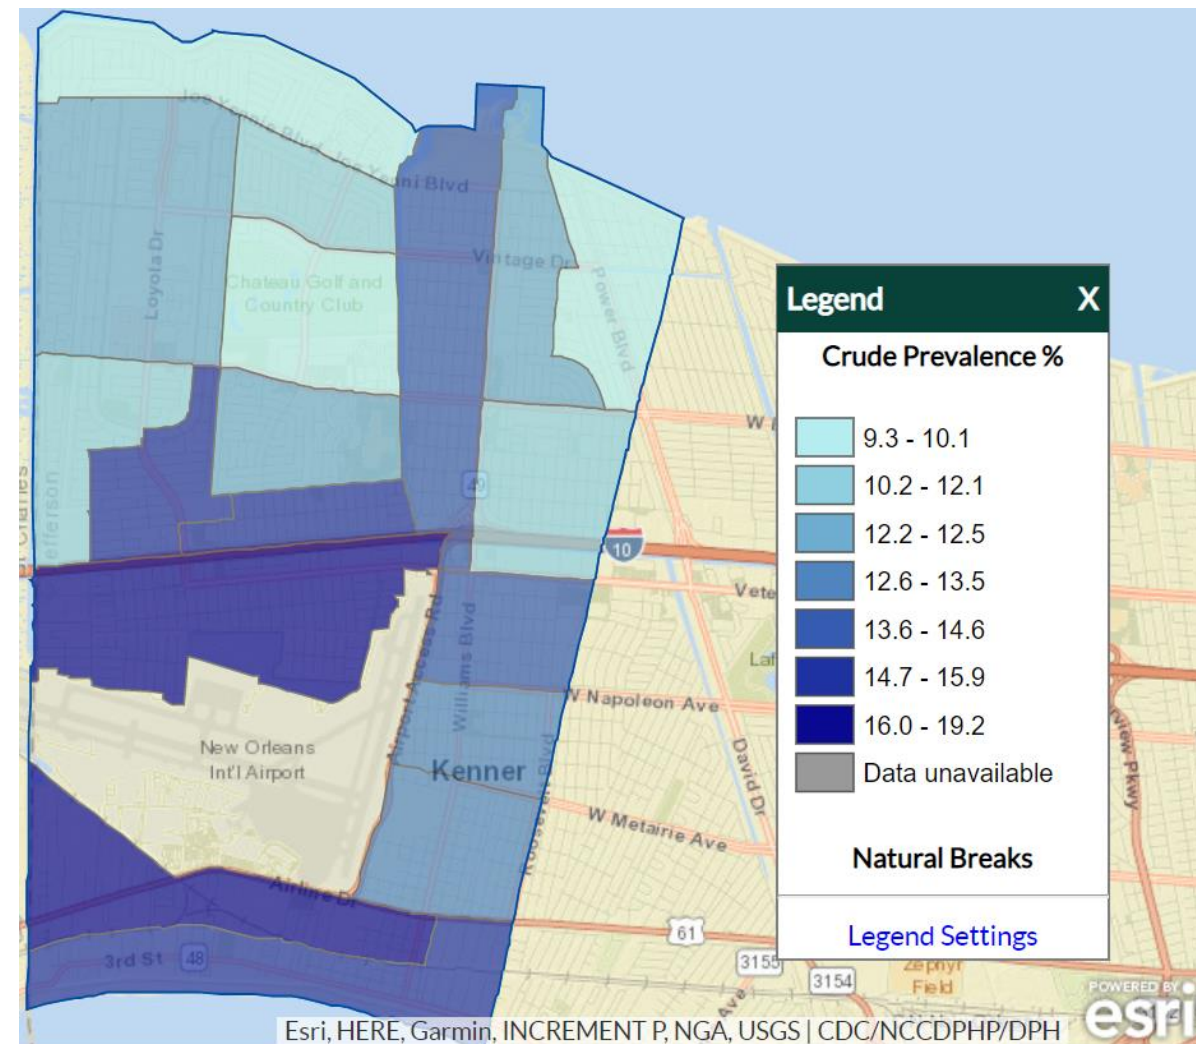 Joe Yennie Blvd
Joe Yenni Blvd
Loyola Dr
Vintage Dr
Chateau Golf and
Country Club
Power Blvd
Legend
X
Crude Prevalence %
9.3 - 10.1
10.2 - 12.1
12.2 - 12.5
12.6 - 13.5
13.6 - 14.6
14.7 - 15.9
16.0 - 19.2
Data unavailable
Natural Breaks
Legend Settings
W
Jefferson
Charles
10
Vete
Airport Access Rd
Williams Blvd
W Napoleon Ave
New Orleans
Int'l Airport
Kenner
Roosevelt Blvd
David Dr
W Metairie Ave
Airline Dr
3rd St
48
61
3155
3154
Ave
Zephyr
Field
rview Pkwy
POWERED BY
esri
Esri, HERE, Garmin, INCREMENT P, NGA, USGS | CDC/NCCDPHP/DPH